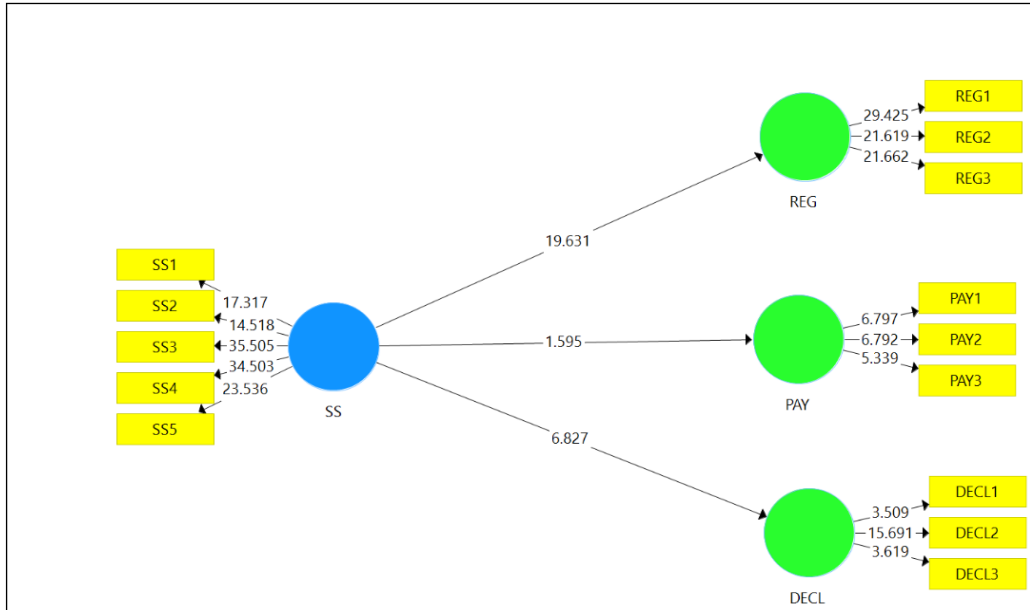 SS1
SS2
SS3
SS4
SS5
17.317
14.518
35.505
34.503
23.536
SS
19.631
1.595
6.827
REG
29.425
21.619
21.662
REG1
REG2
REG3
PAY
6.797
6.792
5.339
PAY1
PAY2
PAY3
DECL
3.509
15.691
3.619
DECL1
DECL2
DECL3